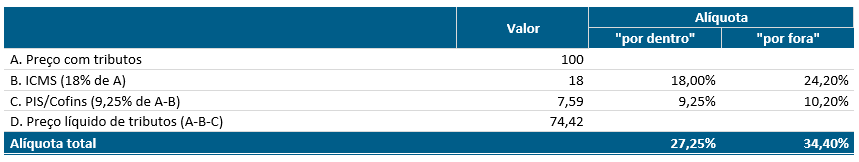 Valor Alíquota
"por dentro" "por fora"
A. Preço com tributos 100
B. ICMS (18% de A) 18 18,00% 24,20%
C. PIS/Cofins (9,25% de A-B) 7,59 9,25% 10,20%
D. Preço líquido de tributos (A-B-C) 74,42
Alíquota total 27,25% 34,40%